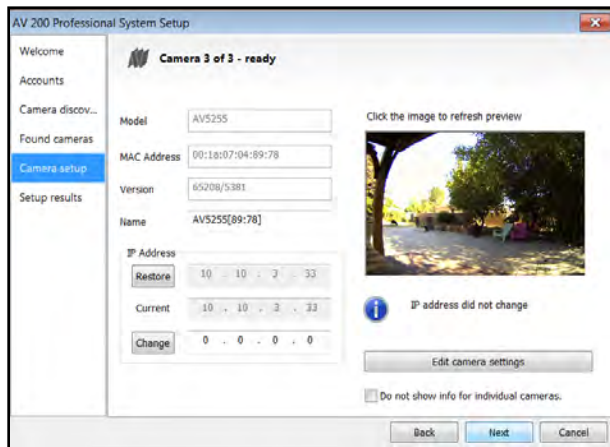 AV 200 Professional System Setup
Welcome
Accounts
Camera discov...
Found cameras
Camera setup
Setup results
Camera 3 of 3 - ready
Model
AV5255
MAC Address
00:1a:07:04:89:78
Version
65208/5381
Name
AV5255[89:78]
IP Address
Restore
10 . 10 . 3 . 33
Current
10 . 10 . 3 . 33
Change
0 . 0 . 0 . 0
Click the image to refresh preview
IP address did not change
Edit camera settings
Do not show info for individual cameras.
Back
Next
Cancel